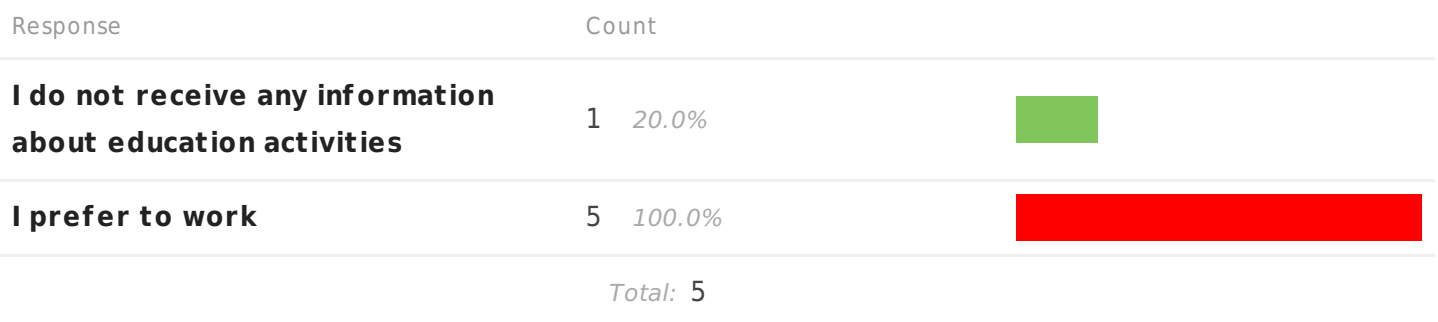 Response Count
I do not receive any information
about education activities
1 20.0%
I prefer to work 5 100.0%
Total: 5